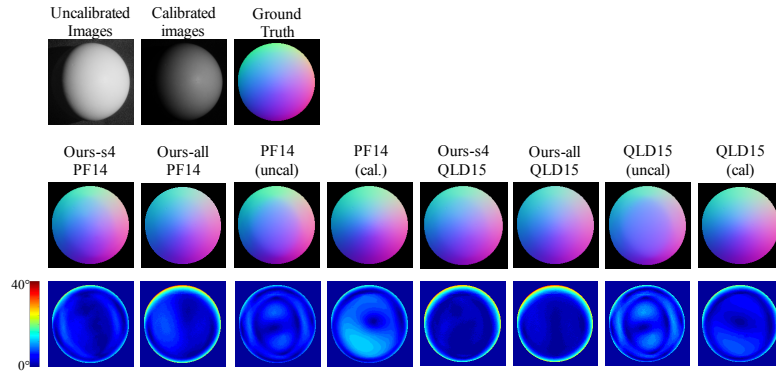 Uncalibrated Images
Calibrated images
Ground Truth
Ours-s4 PF14
Ours-all PF14
PF14 (uncal)
PF14 (cal.)
Ours-s4 QLD15
Ours-all QLD15
QLD15 (uncal)
QLD15 (cal)
40°
0°